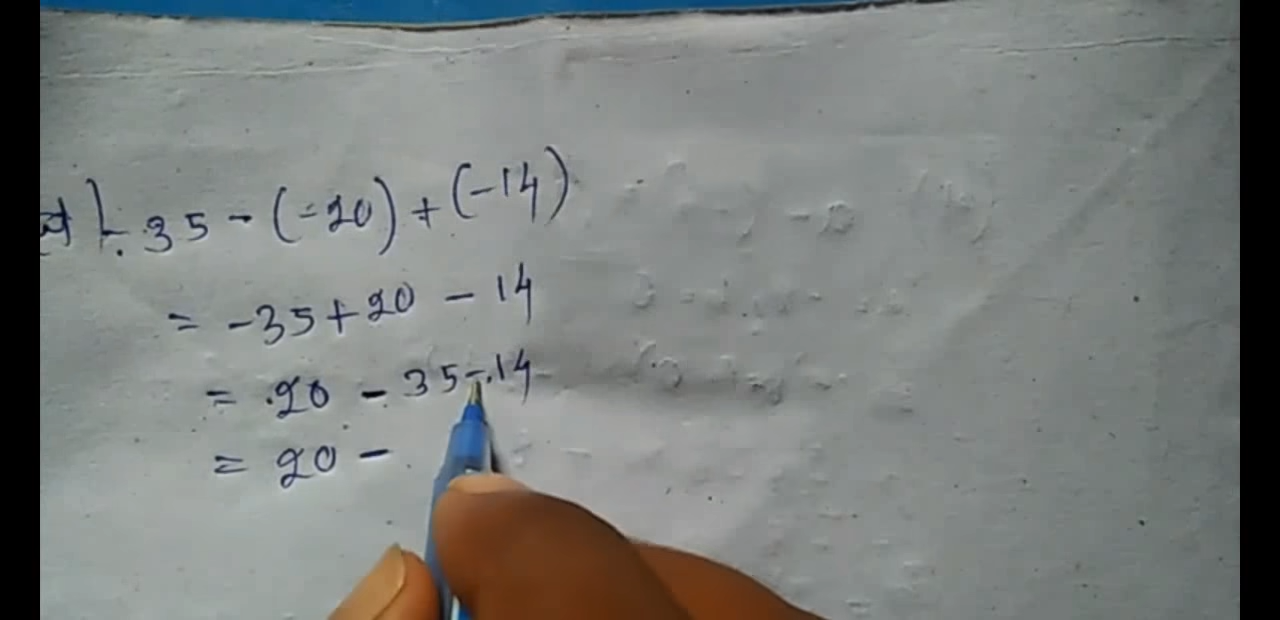 - 35 - (-20) + (-14)
= -35 + 20 - 14
= 20 - 35 - 14
= 20 -